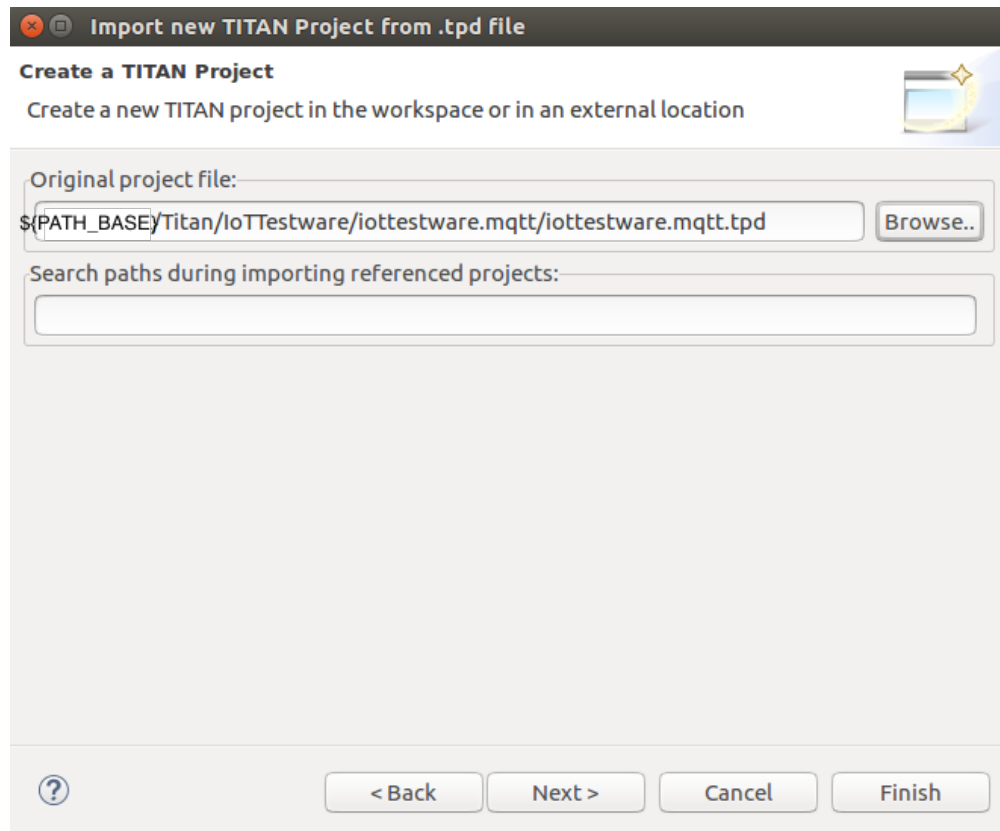 Import new TITAN Project from .tpd file
Create a TITAN Project
Create a new TITAN project in the workspace or in an external location
Original project file:
${PATH_BASE}/Titan/IoTTestware/iottestware.mqtt/iottestware.mqtt.tpd
Browse..
Search paths during importing referenced projects:
?
< Back
Next >
Cancel
Finish